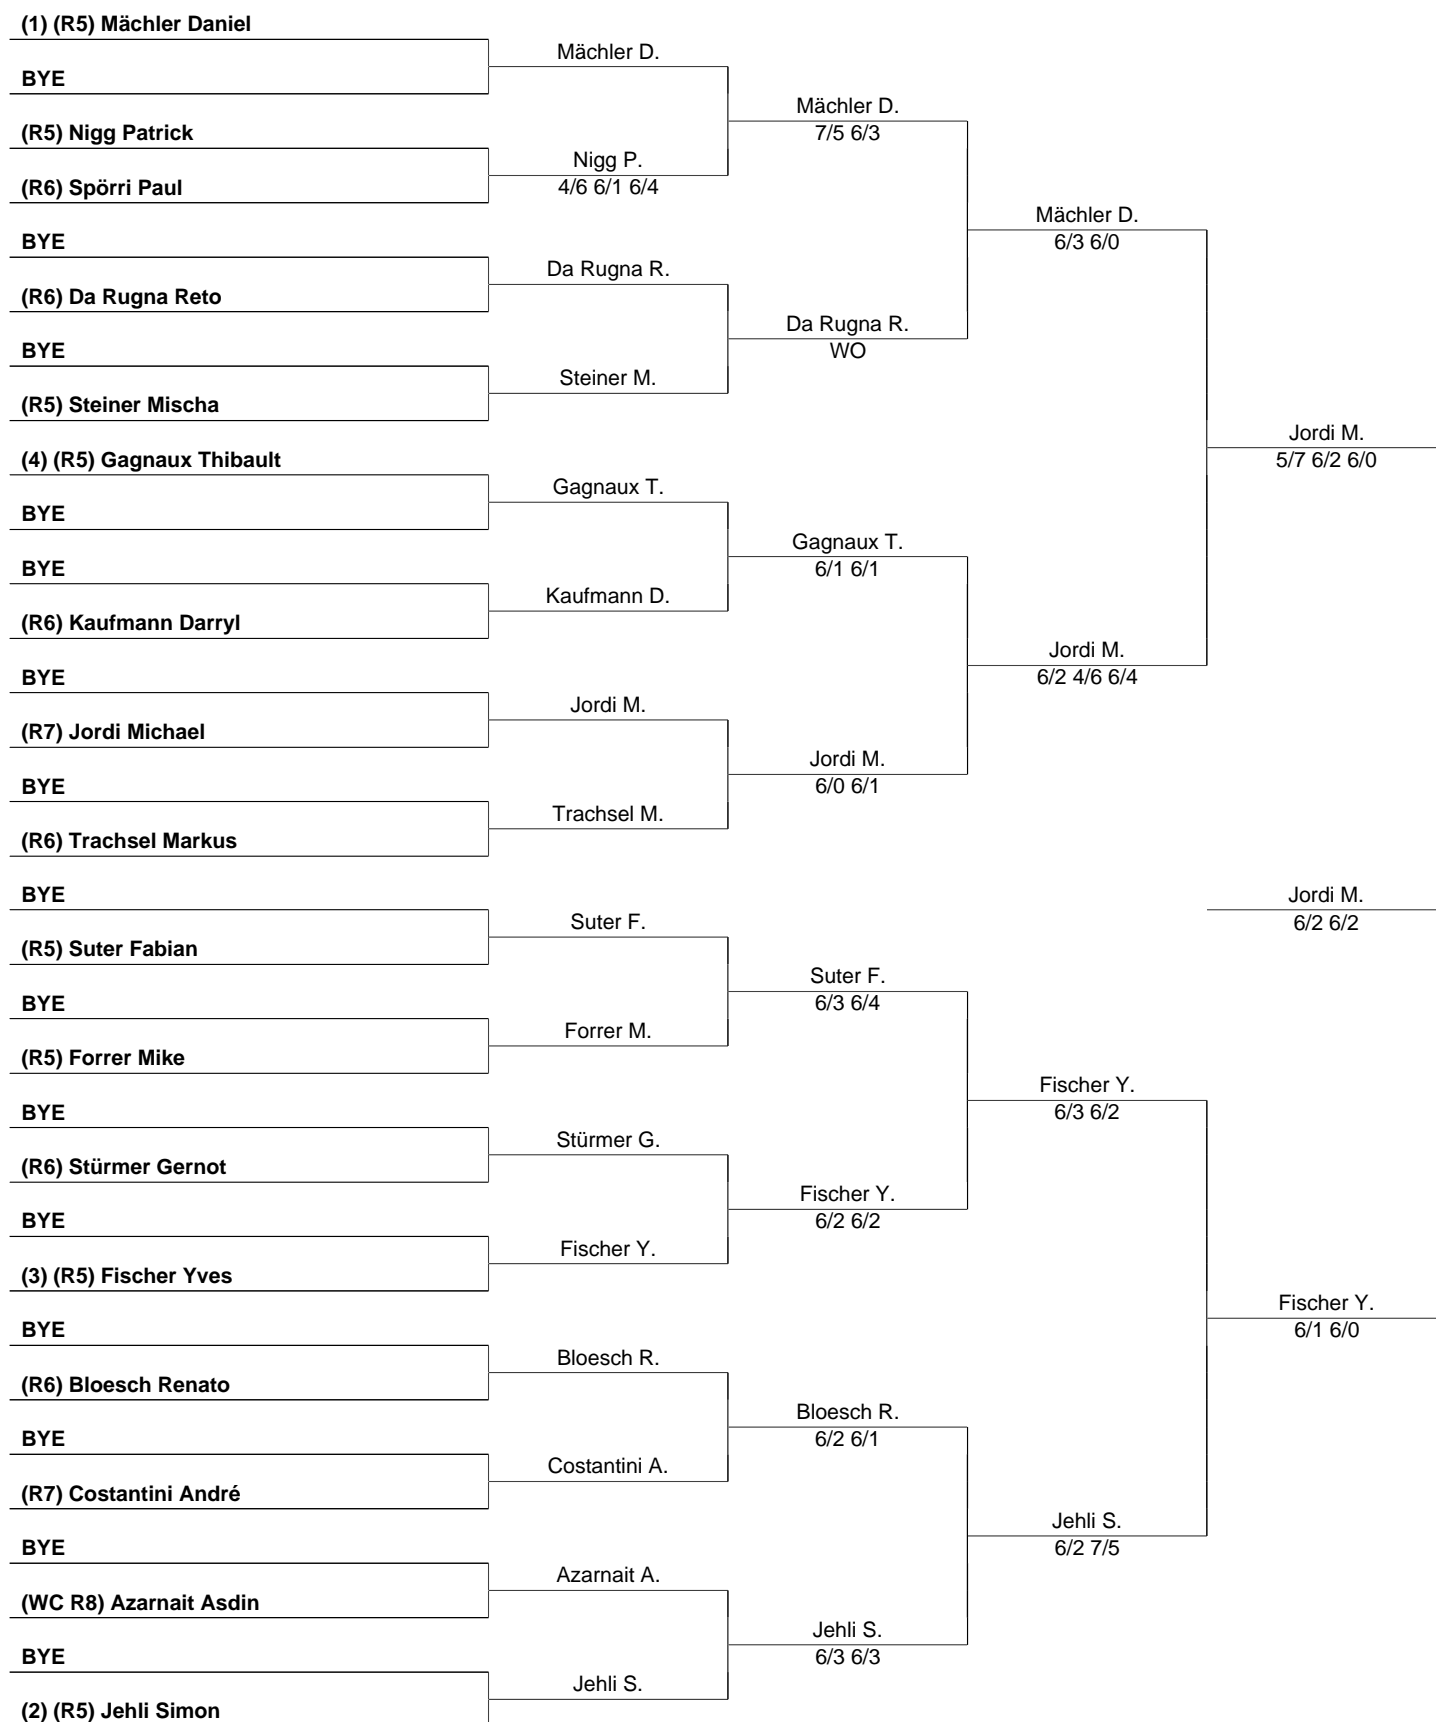 (1) (R5) Mächler Daniel
BYE
(R5) Nigg Patrick
(R6) Spörri Paul
BYE
(R6) Da Rugna Reto
BYE
(R5) Steiner Mischa
(4) (R5) Gagnaux Thibault
BYE
BYE
(R6) Kaufmann Darryl
BYE
(R7) Jordi Michael
BYE
(R6) Trachsel Markus
BYE
(R5) Suter Fabian
BYE
(R5) Forrer Mike
BYE
(R6) Stürmer Gernot
BYE
(3) (R5) Fischer Yves
BYE
(R6) Bloesch Renato
BYE
(R7) Costantini André
BYE
(WC R8) Azarnait Asdin
BYE
(2) (R5) Jehli Simon
Mächler D.
Nigg P.
4/6 6/1 6/4
Da Rugna R.
Steiner M.
Gagnaux T.
Kaufmann D.
Jordi M.
Trachsel M.
Suter F.
Forrer M.
Stürmer G.
Fischer Y.
Bloesch R.
Costantini A.
Azarnait A.
Jehli S.
Mächler D.
7/5 6/3
Da Rugna R.
WO
Gagnaux T.
6/1 6/1
Jordi M.
6/0 6/1
Suter F.
6/3 6/4
Fischer Y.
6/2 6/2
Bloesch R.
6/2 6/1
Jehli S.
6/3 6/3
Mächler D.
6/3 6/0
Jordi M.
6/2 4/6 6/4
Fischer Y.
6/3 6/2
Jehli S.
6/2 7/5
Jordi M.
5/7 6/2 6/0
Jordi M.
6/2 6/2
Fischer Y.
6/1 6/0